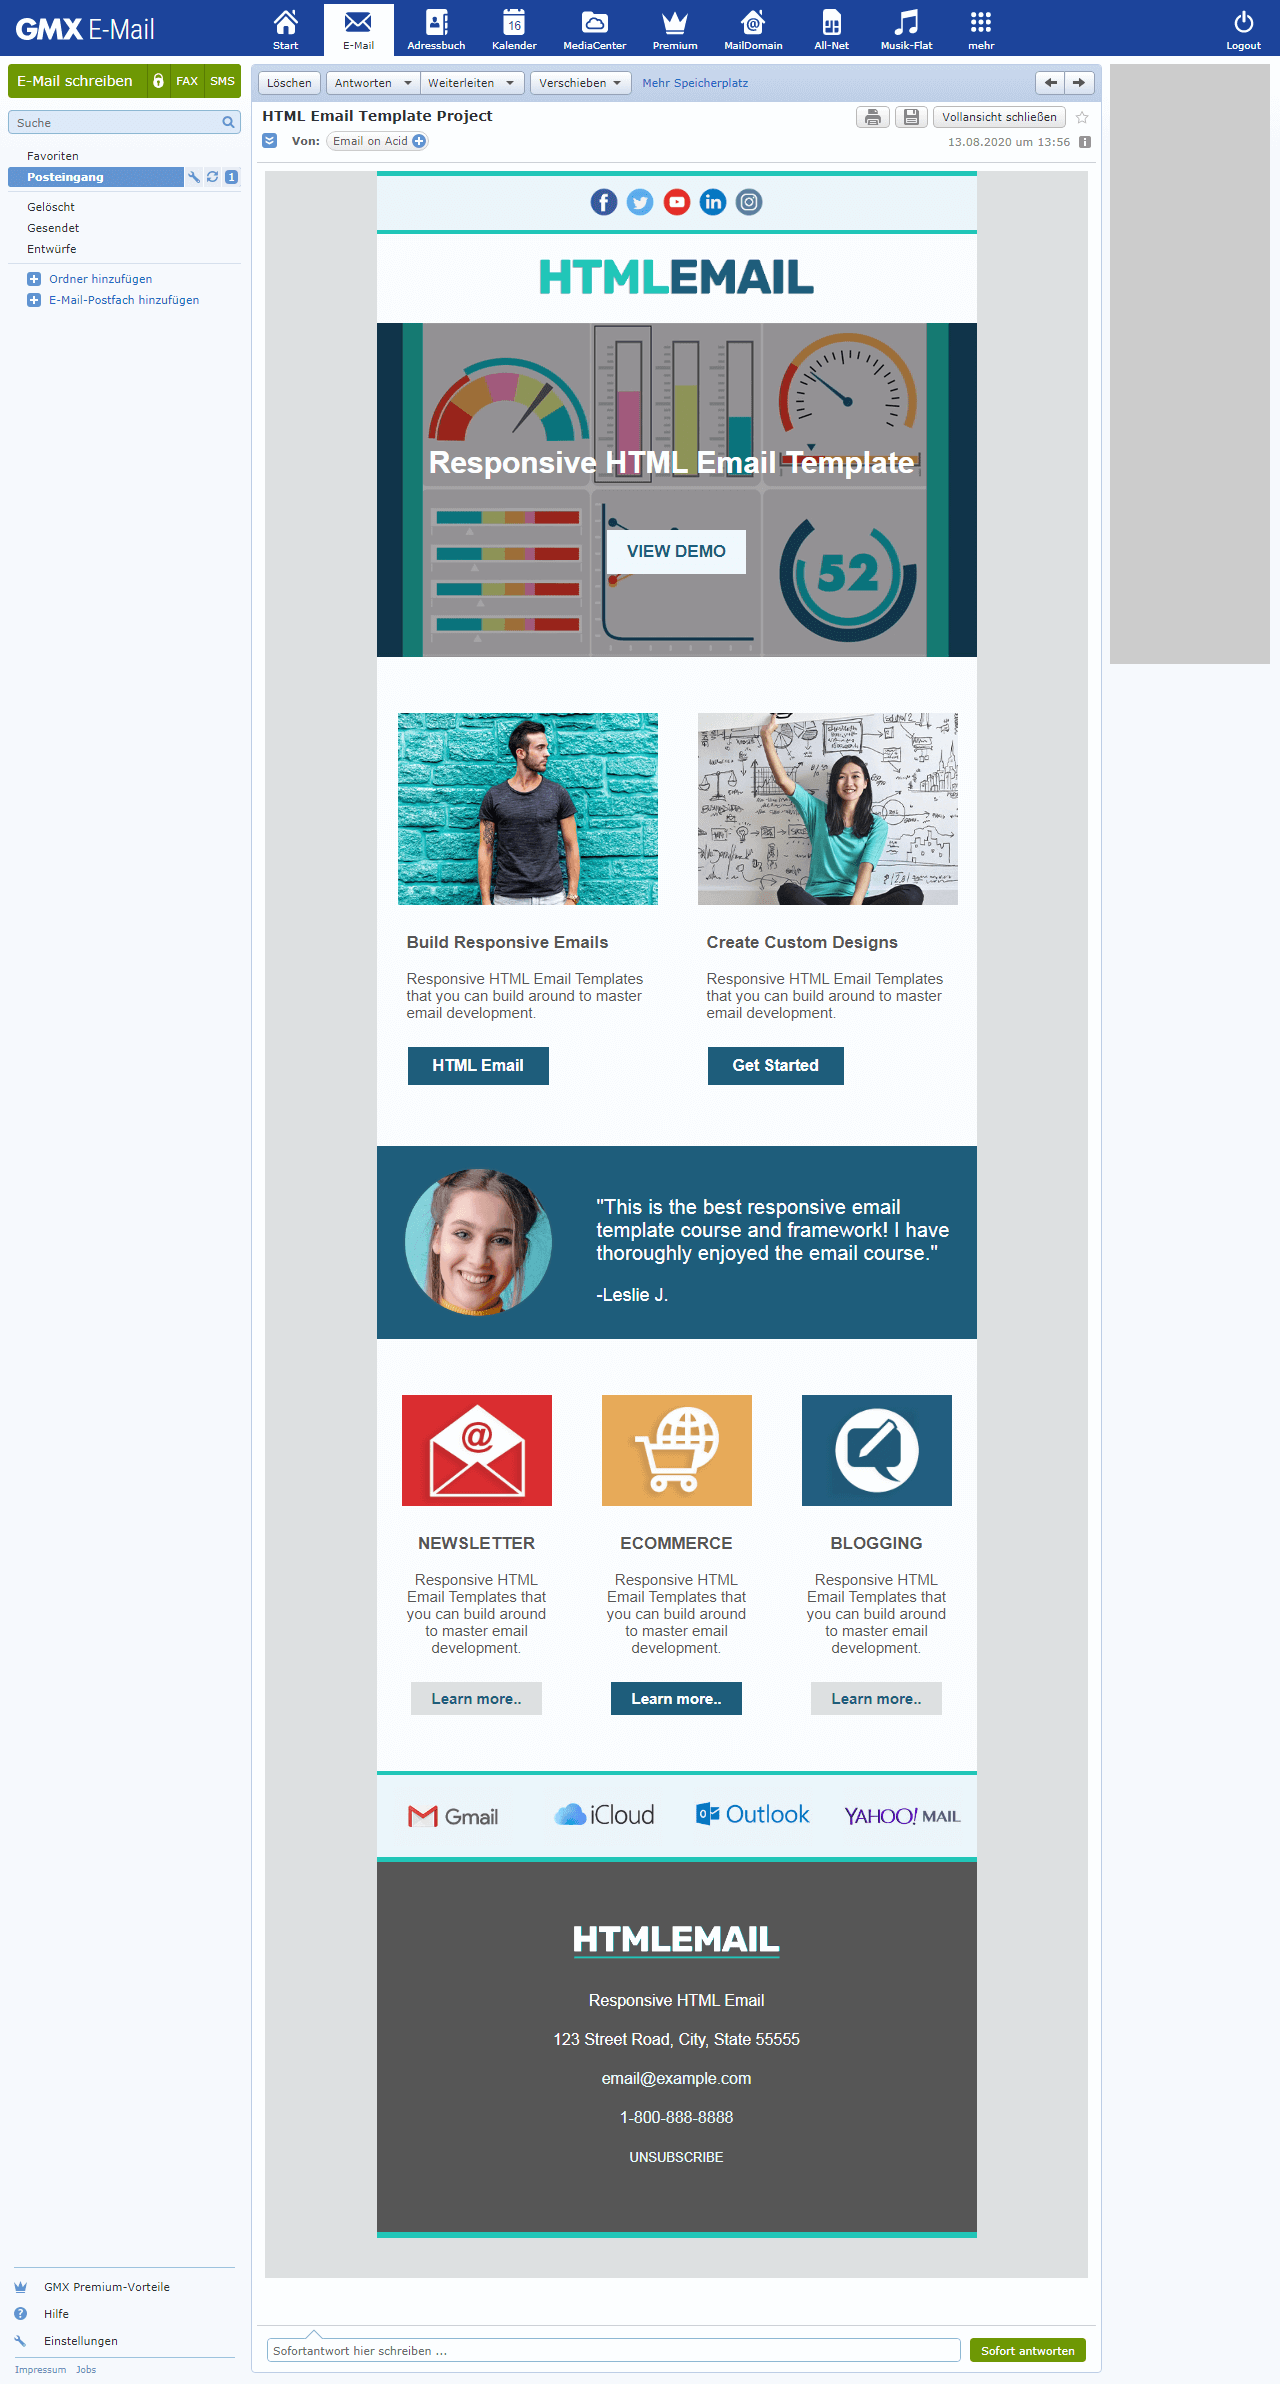 GMX E-Mail
Start
E-Mail
Adressbuch
16
Kalender
MediaCenter
Premium
MailDomain
All-Net
Musik-Flat
mehr
Logout
E-Mail schreiben FAX SMS
Suche
Favoriten
Posteingang 1
Gelöscht
Gesendet
Entwürfe
Ordner hinzufügen
E-Mail-Postfach hinzufügen
Löschen Antworten Weiterleiten Verschieben Mehr Speicherplatz
HTML Email Template Project
Vollansicht schließen
Von: Email on Acid
13.08.2020 um 13:56
HTMLEMAIL
Responsive HTML Email Template
VIEW DEMO
52
Build Responsive Emails
Responsive HTML Email Templates
that you can build around to master
email development.
HTML Email
Create Custom Designs
Responsive HTML Email Templates
that you can build around to master
email development.
Get Started
"This is the best responsive email
template course and framework! I have
thoroughly enjoyed the email course."
-Leslie J.
NEWSLETTER
Responsive HTML
Email Templates that
you can build around
to master email
development.
Learn more..
ECOMMERCE
Responsive HTML
Email Templates that
you can build around
to master email
development.
Learn more..
BLOGGING
Responsive HTML
Email Templates that
you can build around
to master email
development.
Learn more..
Gmail
iCloud
Outlook
YAHOO! MAIL
HTMLEMAIL
Responsive HTML Email
123 Street Road, City, State 55555
email@example.com
1-800-888-8888
UNSUBSCRIBE
GMX Premium-Vorteile
Hilfe
Einstellungen
Impressum Jobs
Sofortantwort hier schreiben ...
Sofort antworten